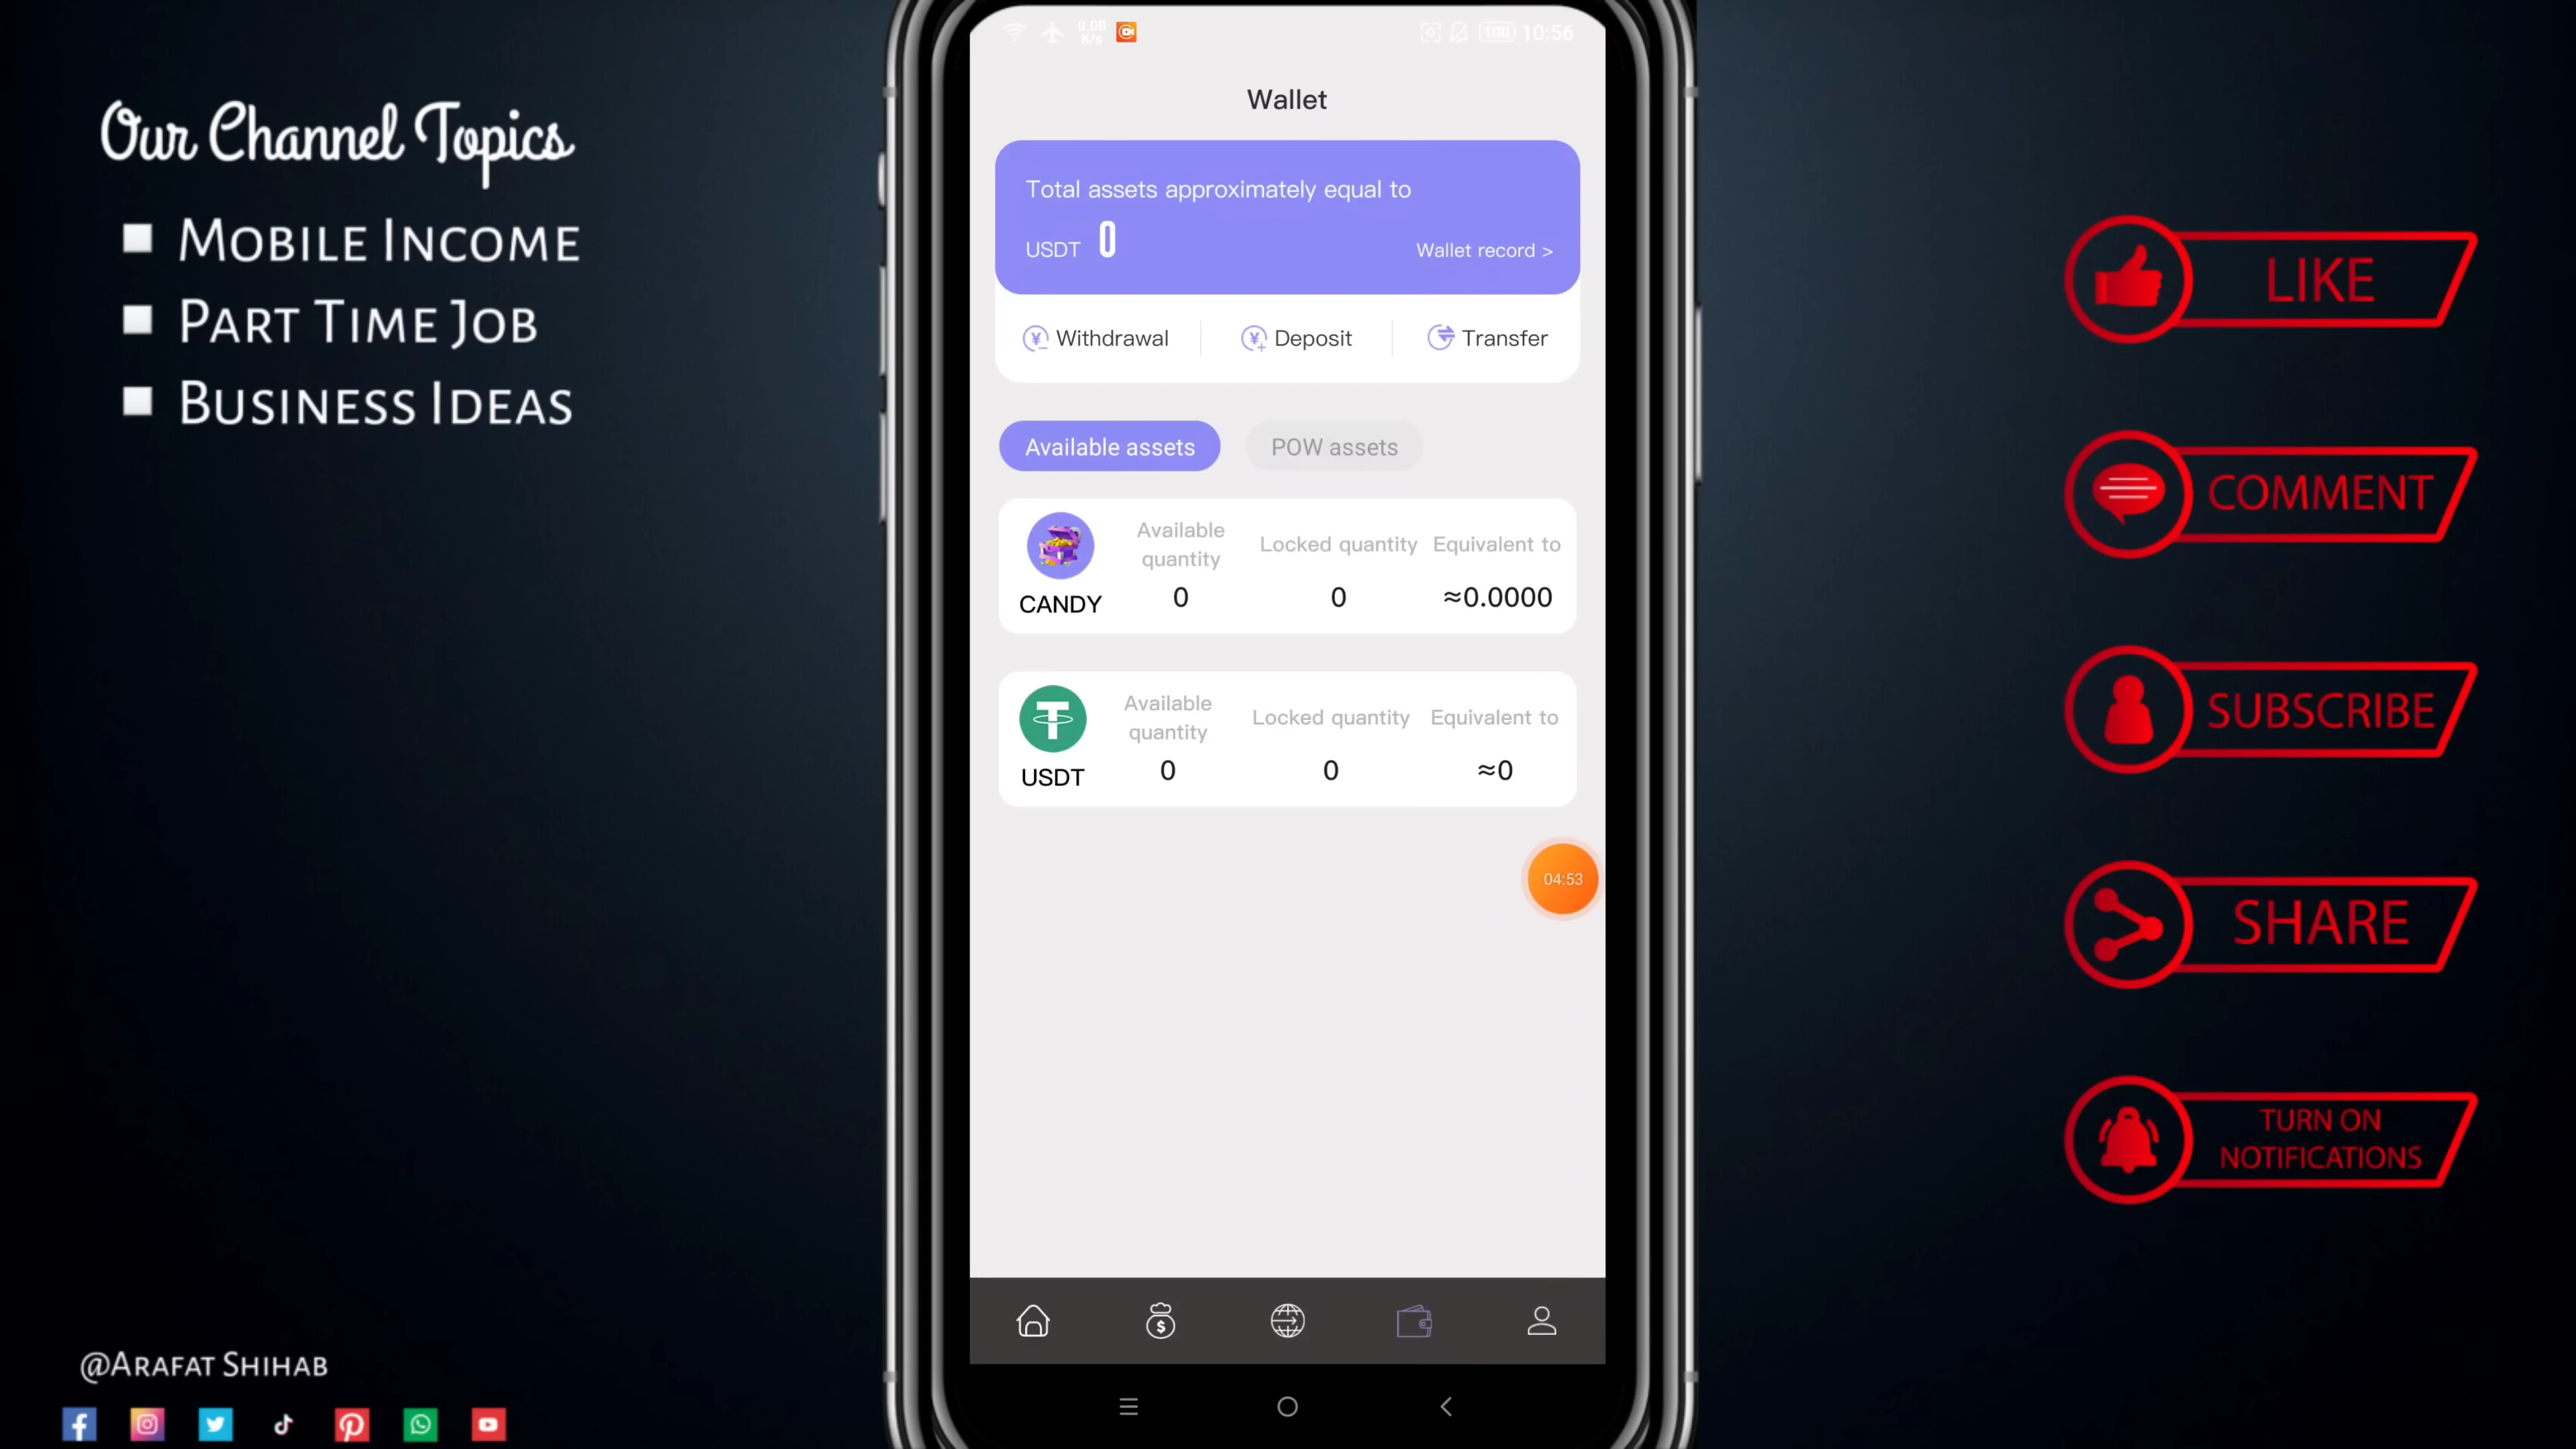 Our Channel Topics
Mobile Income
Part Time Job
Business Ideas
@Arafat Shihab
0.00
K/s
100
10:56
Wallet
Total assets approximately equal to
USDT 0
Wallet record >
Withdrawal
Deposit
Transfer
Available assets
POW assets
Available quantity
Locked quantity
Equivalent to
CANDY
0
0
≈0.0000
Available quantity
Locked quantity
Equivalent to
USDT
0
0
≈0
04:53
LIKE
COMMENT
SUBSCRIBE
SHARE
TURN ON
NOTIFICATIONS